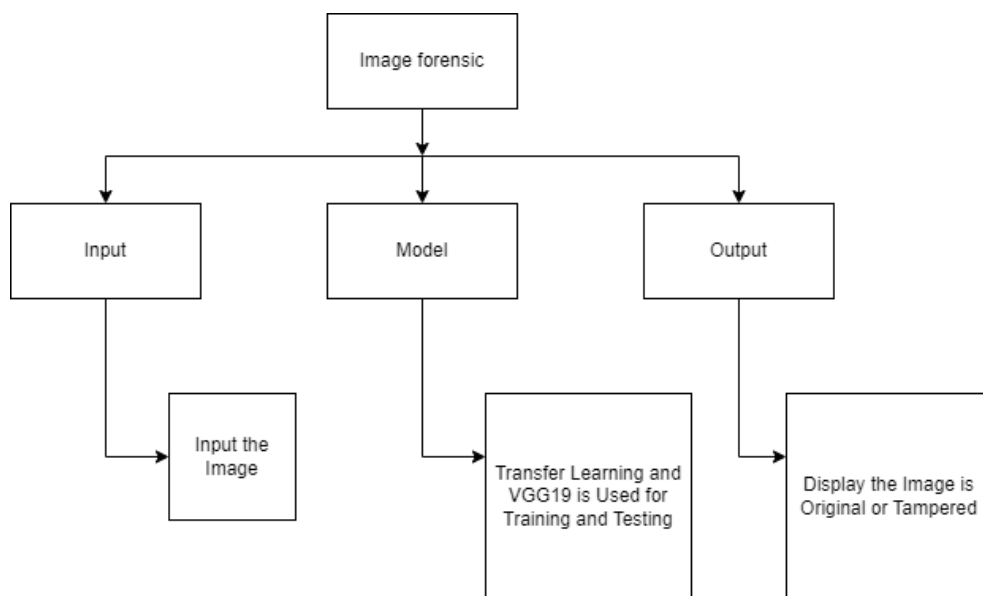 Image forensic
Input
Model
Output
Input the
Image
Transfer Learning and
VGG19 is Used for
Training and Testing
Display the Image is
Original or Tampered